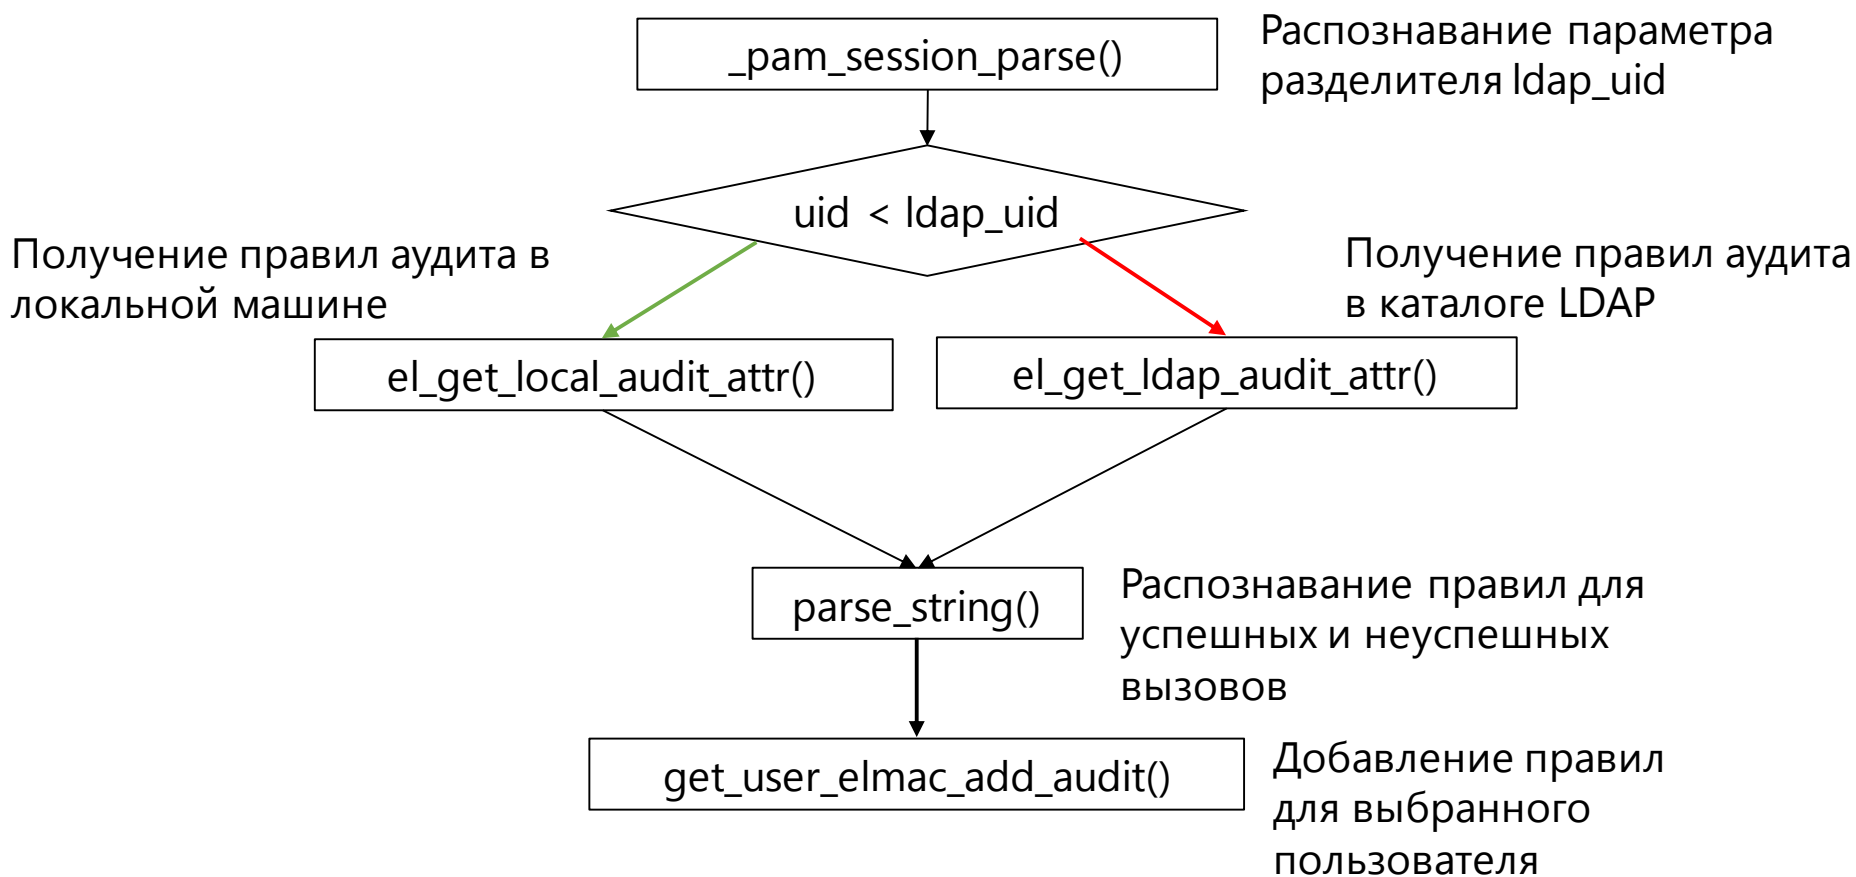 _pam_session_parse()
Распознавание параметра
разделителя ldap_uid
uid < ldap_uid
Получение правил аудита в
локальной машине
Получение правил аудита
в каталоге LDAP
el_get_local_audit_attr()
el_get_ldap_audit_attr()
parse_string()
Распознавание правил для
успешных и неуспешных
вызовов
get_user_elmac_add_audit()
Добавление правил
для выбранного
пользователя